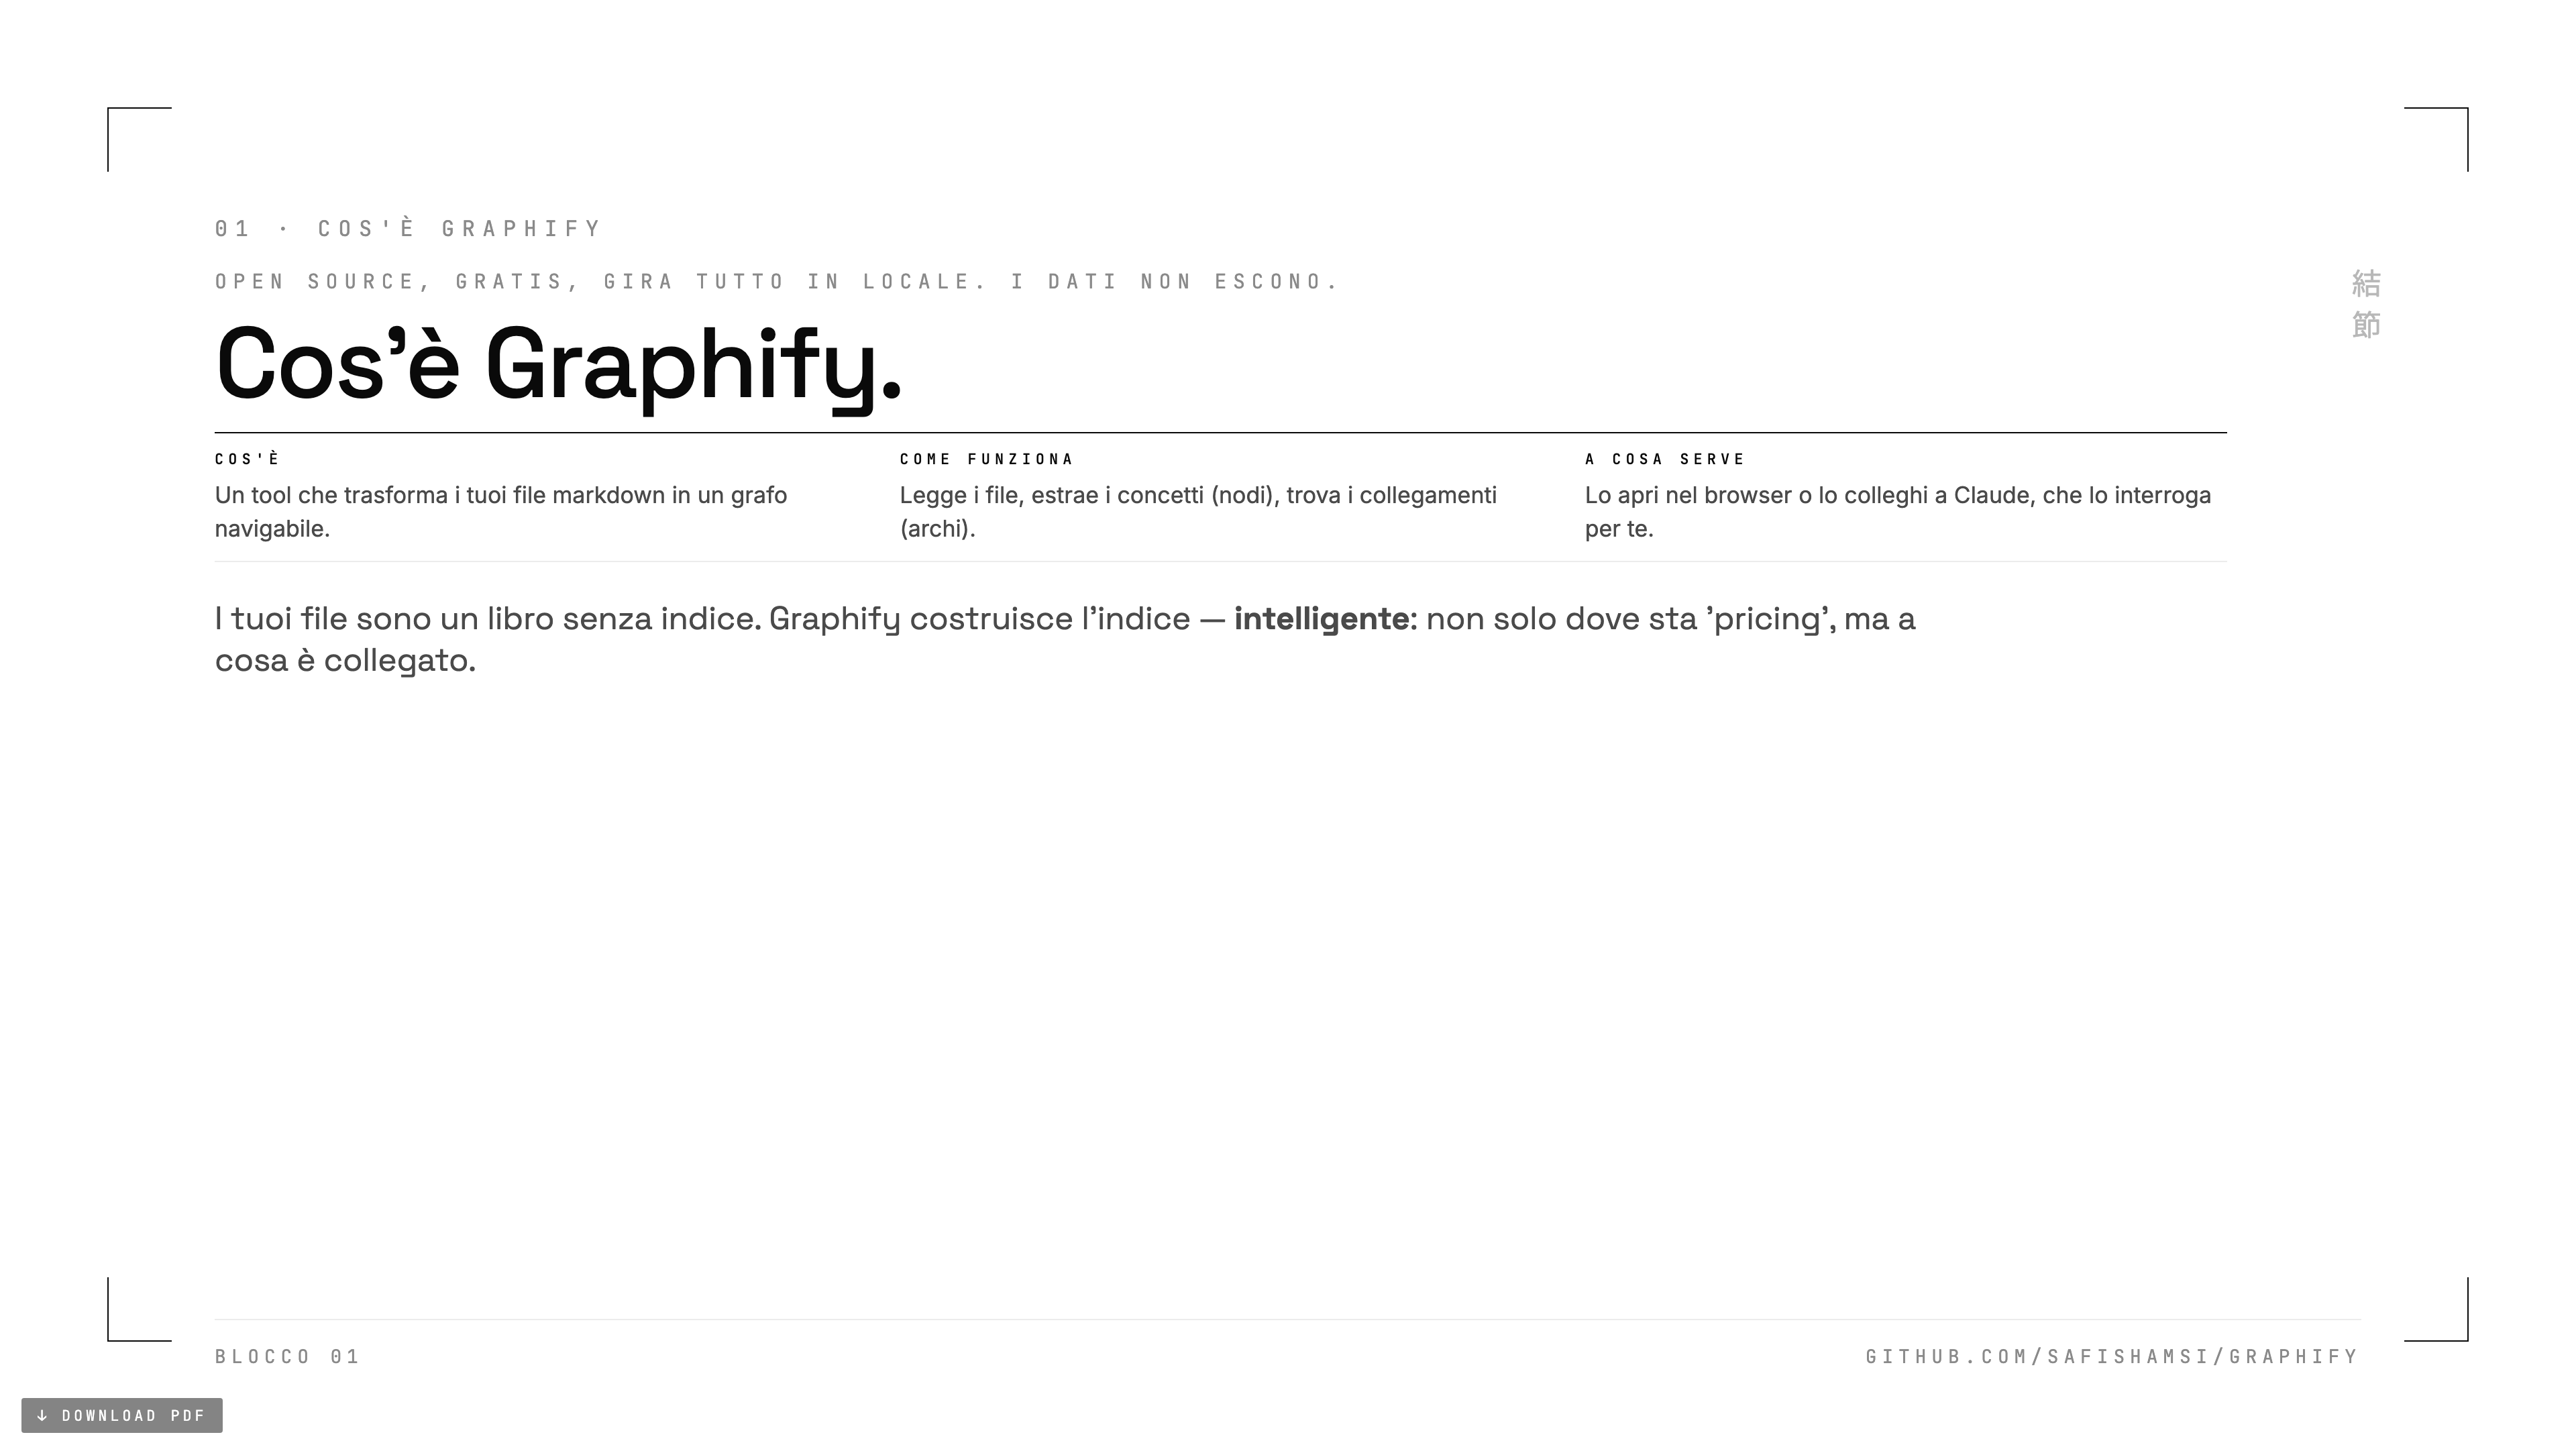 01 · COS'È GRAPHIFY
OPEN SOURCE, GRATIS, GIRA TUTTO IN LOCALE. I DATI NON ESCONO.
結
節
Cos’è Graphify.
COS'È
Un tool che trasforma i tuoi file markdown in un grafo
navigabile.
COME FUNZIONA
Legge i file, estrae i concetti (nodi), trova i collegamenti
(archi).
A COSA SERVE
Lo apri nel browser o lo colleghi a Claude, che lo interroga
per te.
I tuoi file sono un libro senza indice. Graphify costruisce l’indice — intelligente: non solo dove sta ’pricing’, ma a
cosa è collegato.
BLOCCO 01
GITHUB.COM/SAFISHAMSI/GRAPHIFY
↓ DOWNLOAD PDF